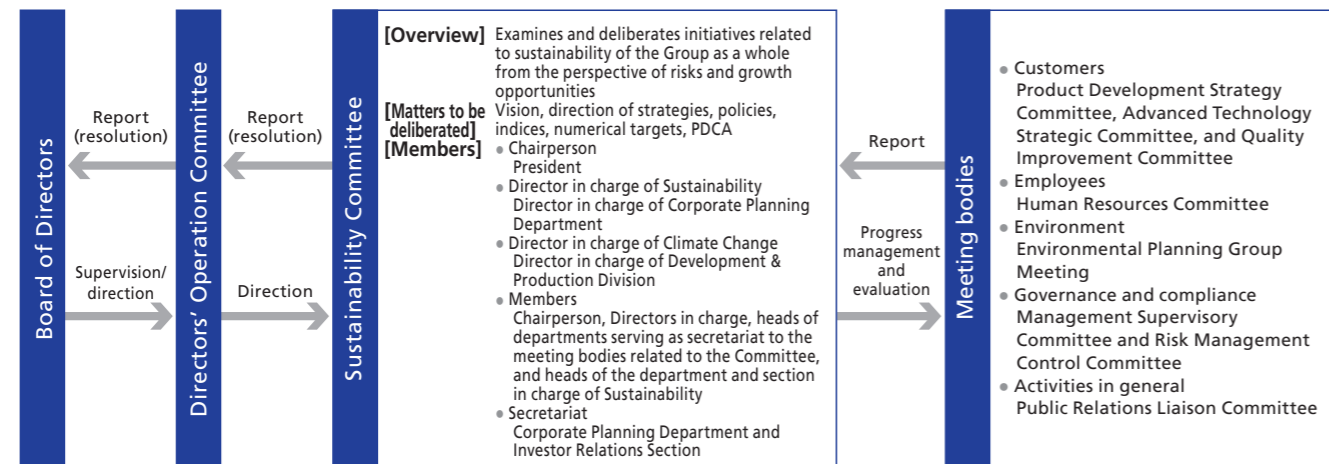 Board of Directors
Report
(resolution)
Supervision/
direction
Directors' Operation Committee
Report
(resolution)
Direction
Sustainability Committee
[Overview] Examines and deliberates initiatives related
to sustainability of the Group as a whole
from the perspective of risks and growth
opportunities
[Matters to be
deliberated]
Vision, direction of strategies, policies,
indices, numerical targets, PDCA
[Members]
● Chairperson
President
● Director in charge of Sustainability
Director in charge of Corporate Planning
Department
● Director in charge of Climate Change
Director in charge of Development &
Production Division
● Members
Chairperson, Directors in charge, heads of
departments serving as secretariat to the
meeting bodies related to the Committee,
and heads of the department and section
in charge of Sustainability
● Secretariat
Corporate Planning Department and
Investor Relations Section
Report
Progress
management
and
evaluation
Meeting bodies
● Customers
Product Development Strategy
Committee, Advanced Technology
Strategic Committee, and Quality
Improvement Committee
● Employees
Human Resources Committee
● Environment
Environmental Planning Group
Meeting
● Governance and compliance
Management Supervisory
Committee and Risk Management
Control Committee
● Activities in general
Public Relations Liaison Committee